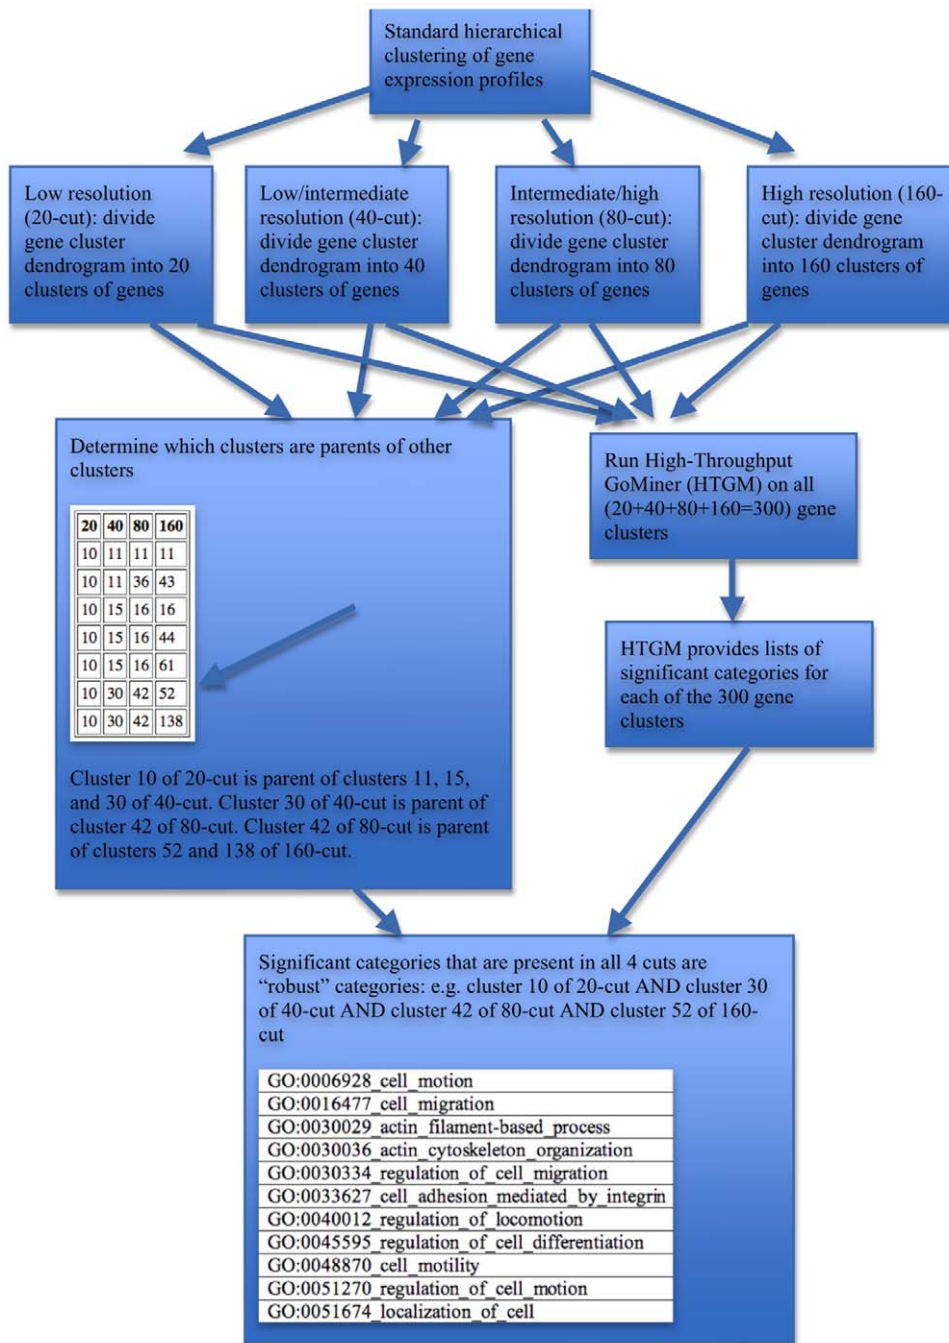 Standard hierarchical
clustering of gene
expression profiles
Low resolution
(20-cut): divide
gene cluster
dendrogram into 20
clusters of genes
Low/intermediate
resolution (40-cut):
divide gene cluster
dendrogram into 40
clusters of genes
Intermediate/high
resolution (80-cut):
divide gene cluster
dendrogram into 80
clusters of genes
High resolution (160-
cut): divide gene
cluster dendrogram
into 160 clusters of
genes
Determine which clusters are parents of other
clusters
20 40 80 160
10 11 11 11
10 11 36 43
10 15 16 16
10 15 16 44
10 15 16 61
10 30 42 52
10 30 42 138
Cluster 10 of 20-cut is parent of clusters 11, 15,
and 30 of 40-cut. Cluster 30 of 40-cut is parent of
cluster 42 of 80-cut. Cluster 42 of 80-cut is parent
of clusters 52 and 138 of 160-cut.
Run High-Throughput
GoMiner (HTGM) on all
(20+40+80+160=300) gene
clusters
HTGM provides lists of
significant categories for
each of the 300 gene
clusters
Significant categories that are present in all 4 cuts are
“robust” categories: e.g. cluster 10 of 20-cut AND cluster 30
of 40-cut AND cluster 42 of 80-cut AND cluster 52 of 160-
cut
GO:0006928_cell_motion
GO:0016477_cell_migration
GO:0030029_actin_filament-based_process
GO:0030036_actin_cytoskeleton_organization
GO:0030334_regulation_of_cell_migration
GO:0033627_cell_adhesion_mediated_by_integrin
GO:0040012_regulation_of_locomotion
GO:0045595_regulation_of_cell_differentiation
GO:0048870_cell_motility
GO:0051270_regulation_of_cell_motion
GO:0051674_localization_of_cell